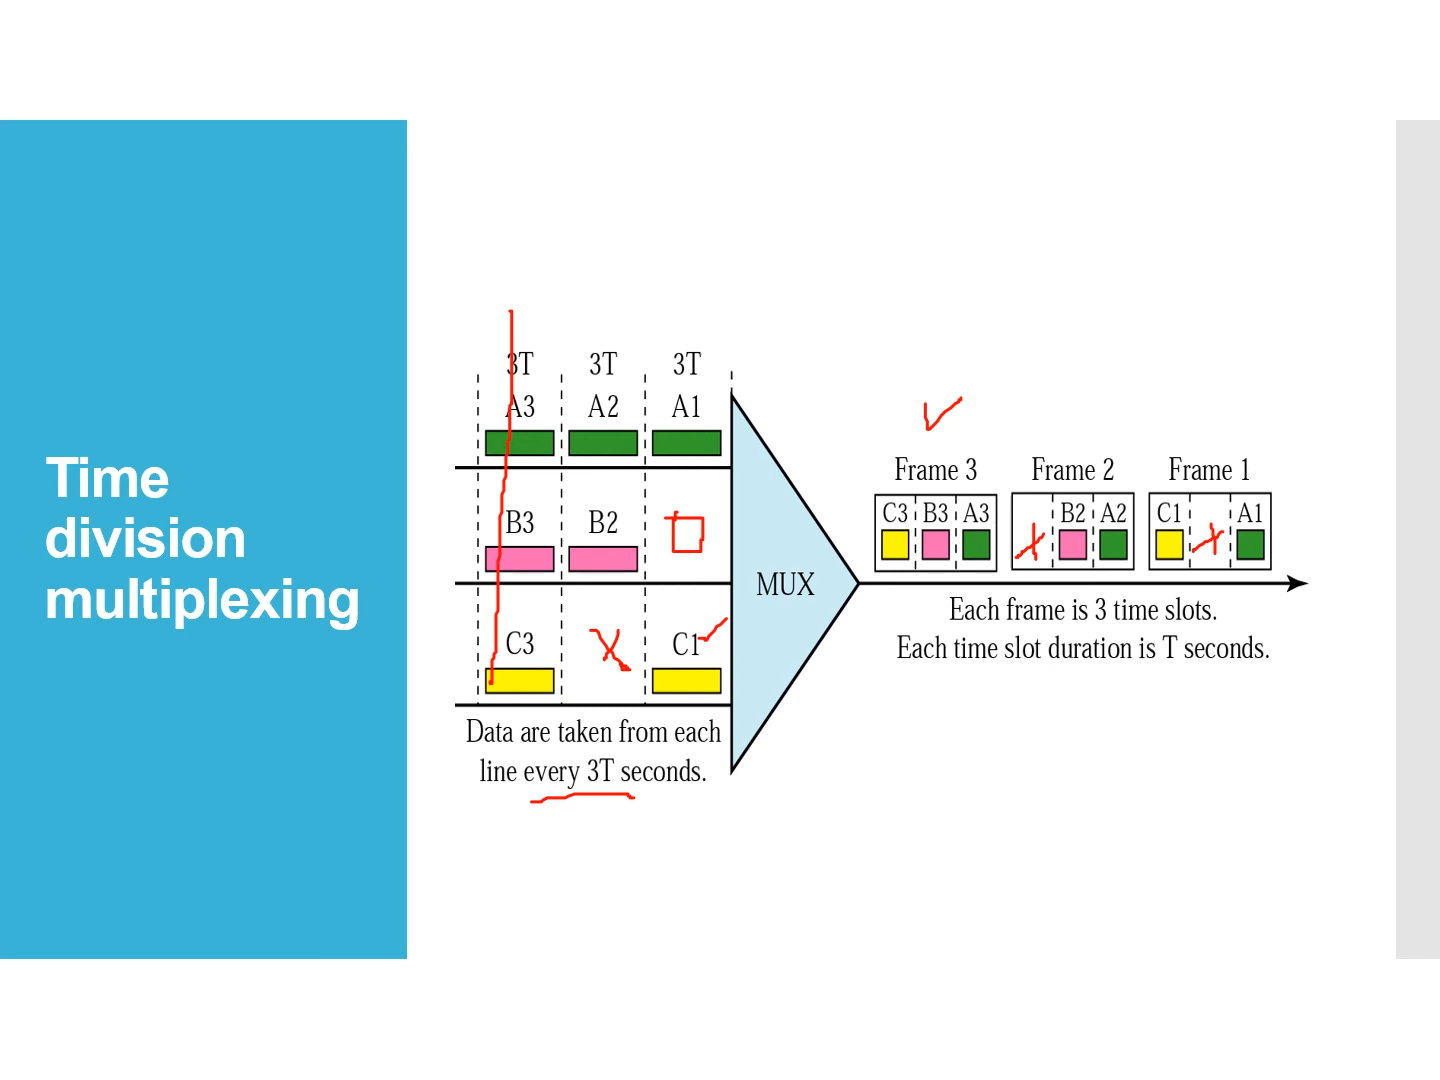 Time
division
multiplexing
3T 3T 3T
A3 A2 A1
B3 B2
C3 C1
Data are taken from each
line every 3T seconds.
MUX
Frame 3 Frame 2 Frame 1
C3 B3 A3 B2 A2 C1 A1
Each frame is 3 time slots.
Each time slot duration is T seconds.